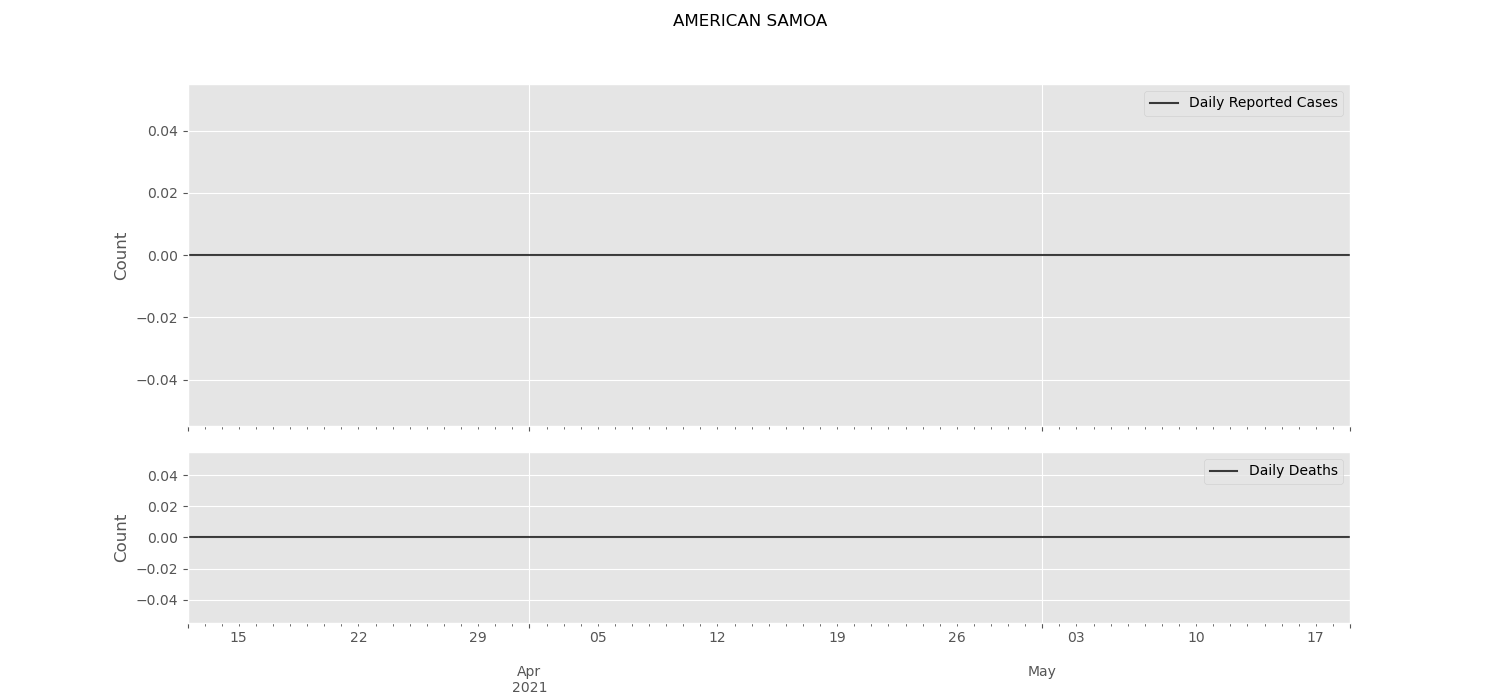 AMERICAN SAMOA
Daily Reported Cases
0.04
0.02
0.00
−0.02
−0.04
Count
Daily Deaths
0.04
0.02
0.00
−0.02
−0.04
Count
15 22 29 05 12 19 26 03 10 17
Apr May
2021